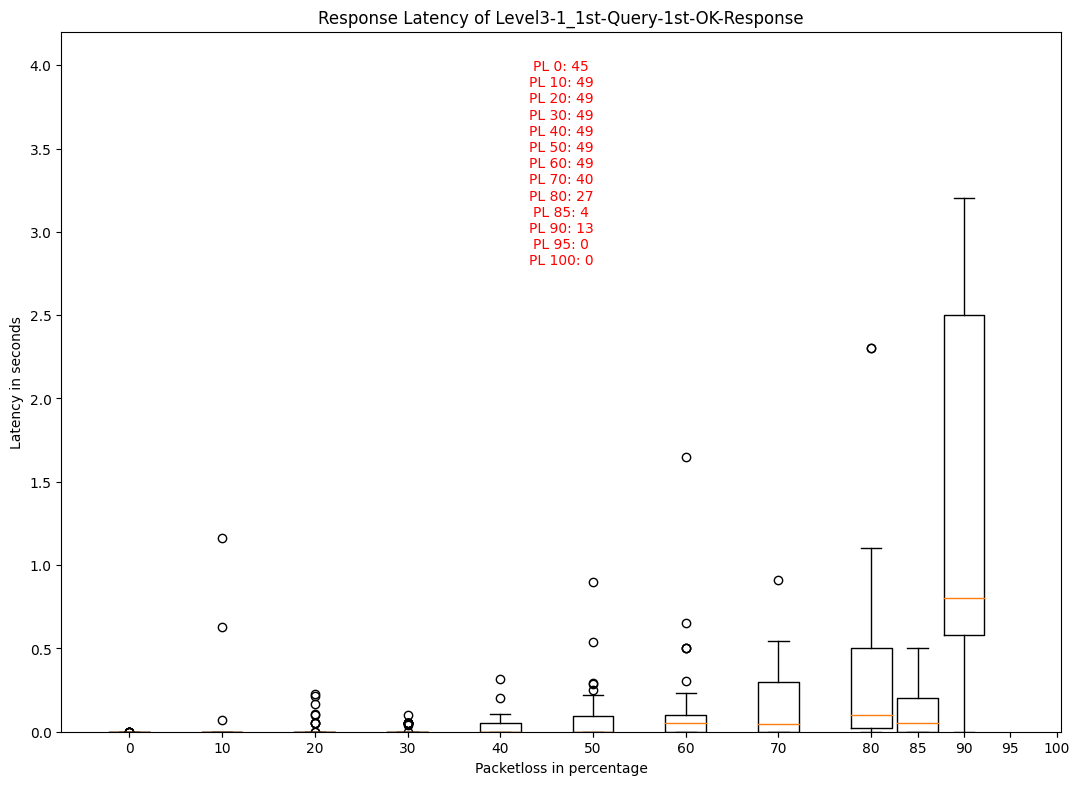 Response Latency of Level3-1_1st-Query-1st-OK-Response
PL 0: 45
PL 10: 49
PL 20: 49
PL 30: 49
PL 40: 49
PL 50: 49
PL 60: 49
PL 70: 40
PL 80: 27
PL 85: 4
PL 90: 13
PL 95: 0
PL 100: 0
Latency in seconds
4.0
3.5
3.0
2.5
2.0
1.5
1.0
0.5
0.0
0 10 20 30 40 50 60 70 80 85 90 95 100
Packetloss in percentage